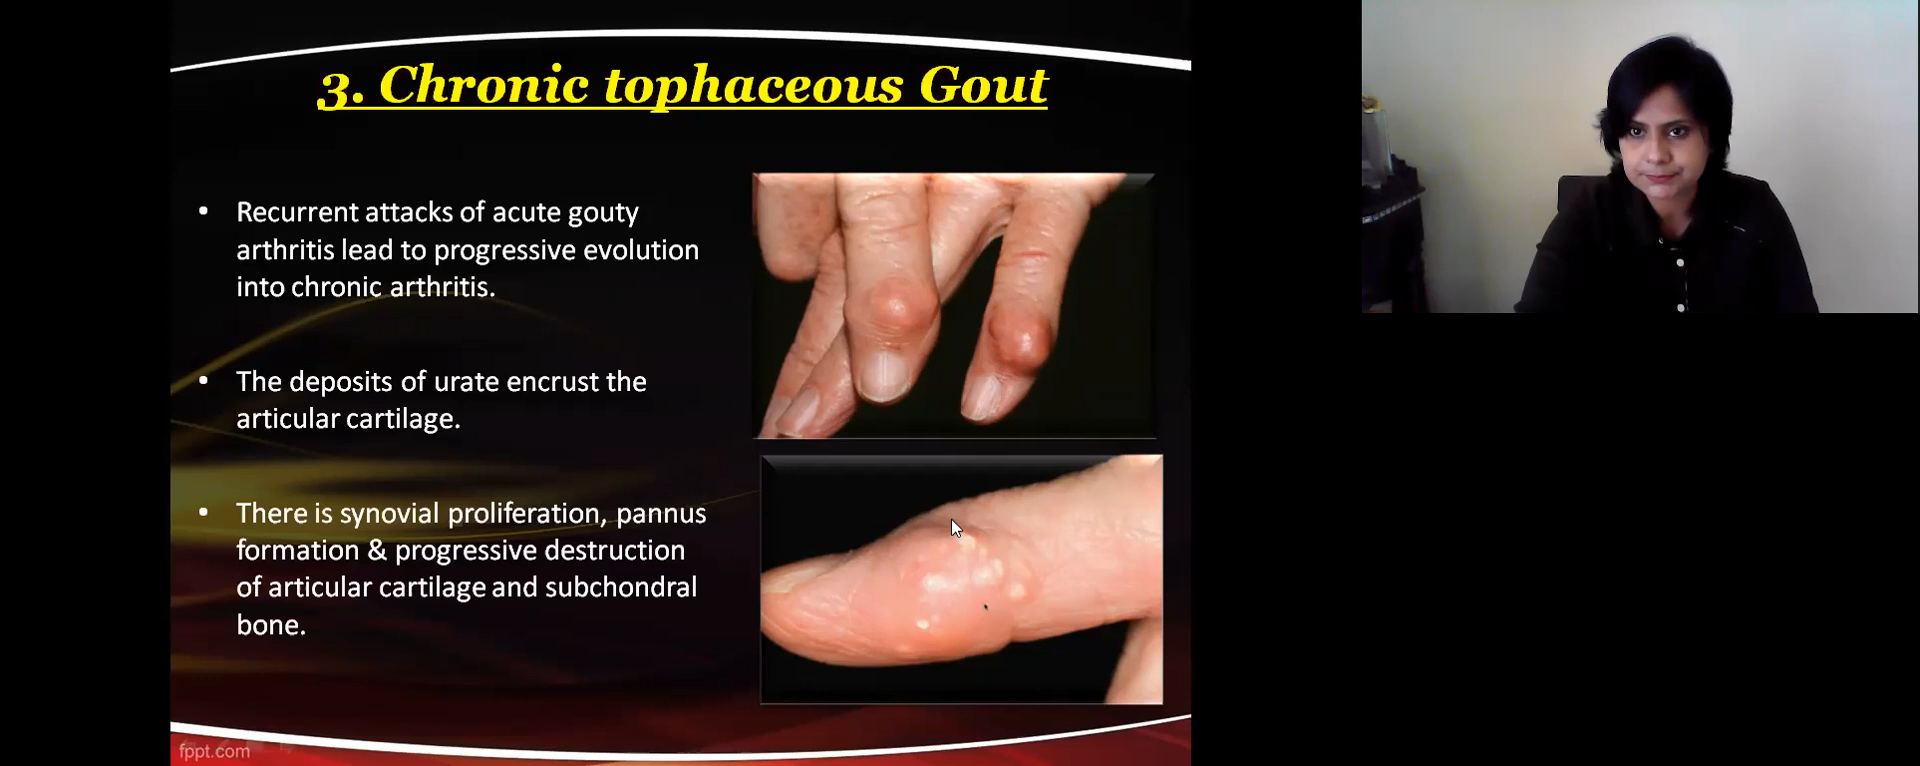 3. Chronic tophaceous Gout
• Recurrent attacks of acute gouty
arthritis lead to progressive evolution
into chronic arthritis.
• The deposits of urate encrust the
articular cartilage.
• There is synovial proliferation, pannus
formation & progressive destruction
of articular cartilage and subchondral
bone.
fppt.com